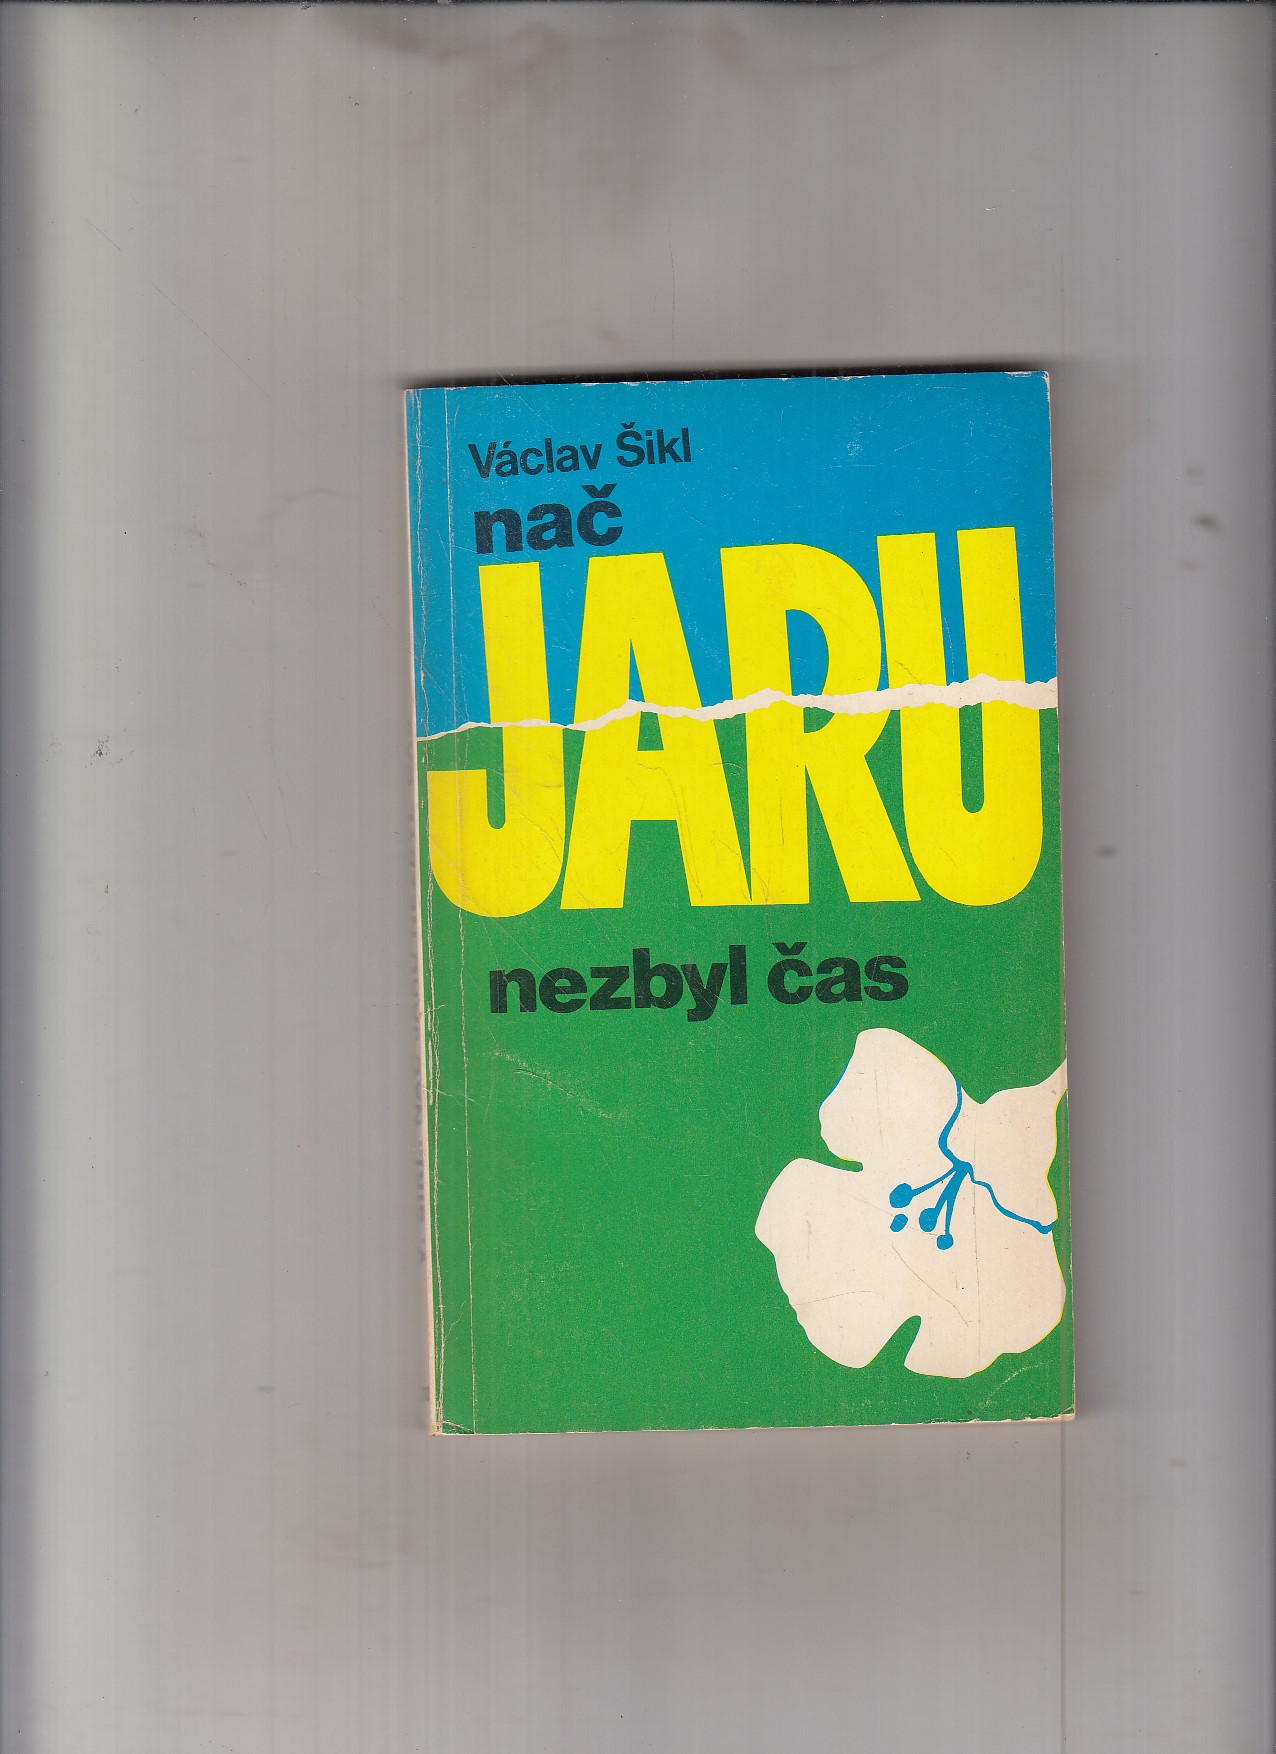 Václav Šikl
nač
JARU
nezbyl čas